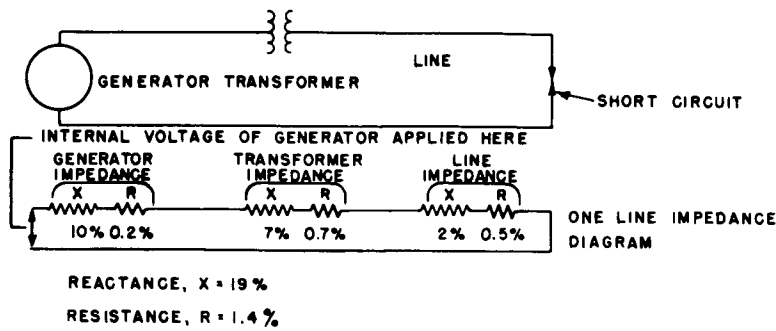 LINE
GENERATOR TRANSFORMER
SHORT CIRCUIT
INTERNAL VOLTAGE OF GENERATOR APPLIED HERE
GENERATOR IMPEDANCE
TRANSFORMER IMPEDANCE
LINE IMPEDANCE
X R X R X R
10% 0.2% 7% 0.7% 2% 0.5%
ONE LINE IMPEDANCE
DIAGRAM
REACTANCE, X = 19%
RESISTANCE, R = 1.4%